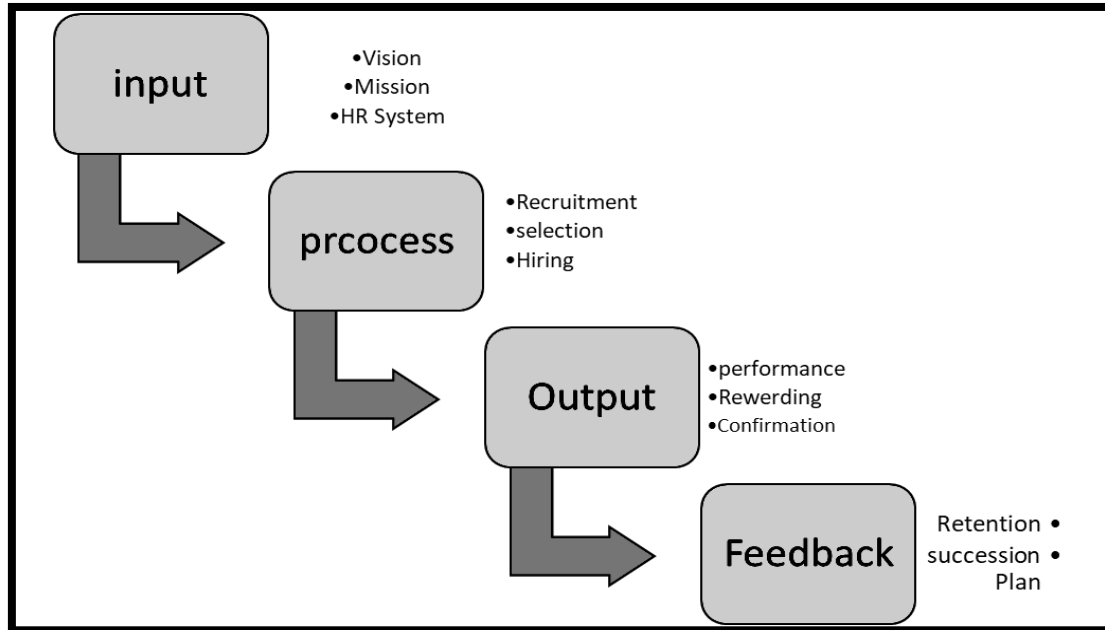 input
•Vision
•Mission
•HR System
prcocess
•Recruitment
•selection
•Hiring
Output
•performance
•Rewerding
•Confirmation
Feedback
Retention •
succession •
Plan